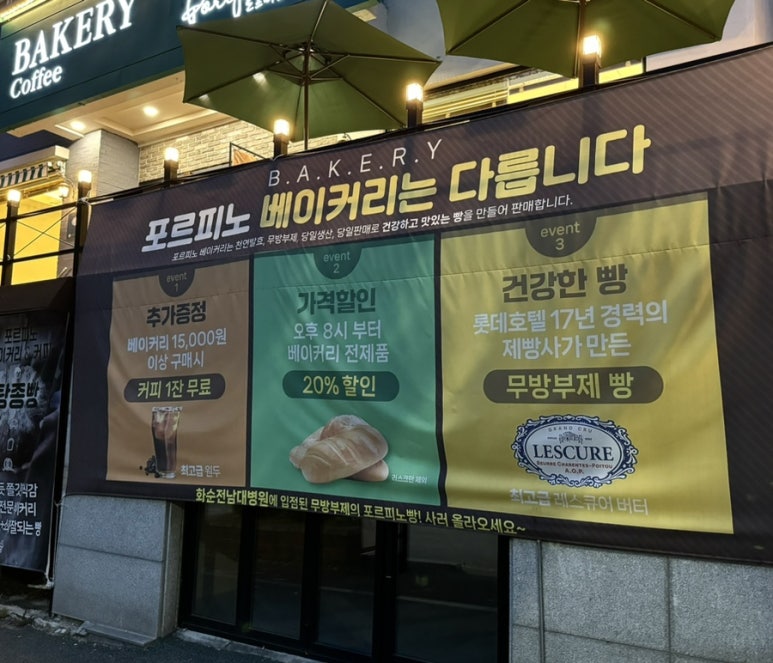 BAKERY
Coffee
B.A.K.E.R.Y
포르피노 베이커리는 다릅니다
포르피노 베이커리는 천연발효, 무방부제, 당일생산, 당일판매로 건강하고 맛있는 빵을 만들어 판매합니다.
event
1
추가증정
베이커리 15,000원
이상 구매시
커피 1잔 무료
최고급 원두
event
2
가격할인
오후 8시 부터
베이커리 전제품
20% 할인
event
3
건강한 빵
롯데호텔 17년 경력의
제빵사가 만든
무방부제 빵
GRAND CRU
LESCURE
BEURRE CHARENTES-POITOU
A.O.P.
최고급 레스큐어 버터
화순전남대병원에 입점된 무방부제의 포르피노빵! 사러 올라오세요~